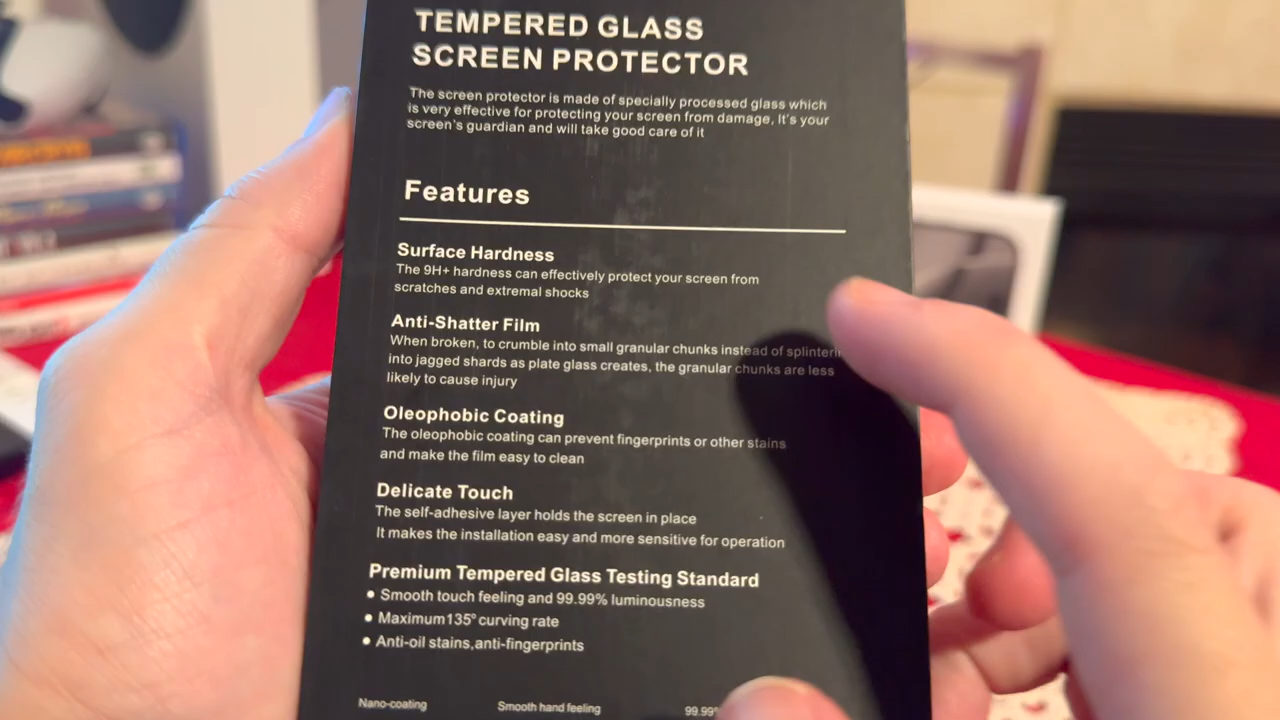 TEMPERED GLASS
SCREEN PROTECTOR
The screen protector is made of specially processed glass which
is very effective for protecting your screen from damage, It's your
screen's guardian and will take good care of it
Features
Surface Hardness
The 9H+ hardness can effectively protect your screen from
scratches and extremal shocks
Anti-Shatter Film
When broken, to crumble into small granular chunks instead of
into jagged shards as plate glass creates, the granular chunks are less
likely to cause injury
Oleophobic Coating
The oleophobic coating can prevent fingerprints or other stains
and make the film easy to clean
Delicate Touch
The self-adhesive layer holds the screen in place
It makes the installation easy and more sensitive for operation
Premium Tempered Glass Testing Standard
• Smooth touch feeling and 99.99% luminousness
• Maximum135° curving rate
• Anti-oil stains,anti-fingerprints
Nano-coating Smooth hand feeling